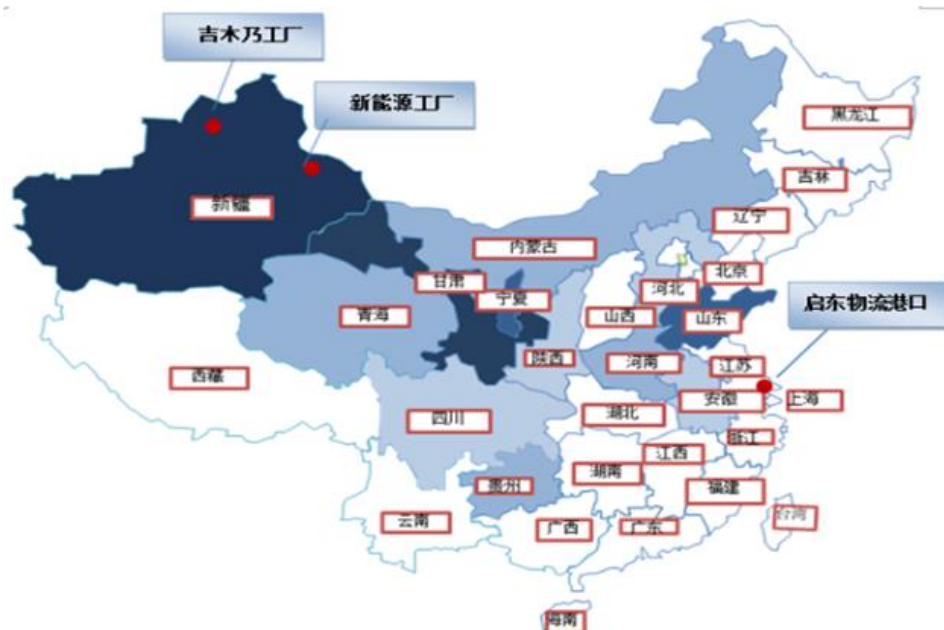 吉木乃工厂
新能源工厂
黑龙江
吉林
新疆
辽宁
内蒙古
北京
甘肃
河北
宁夏
启东物流港口
青海
山西
山东
陕西
河南
江苏
西藏
安徽
上海
四川
湖北
浙江
江西
湖南
贵州
福建
云南
广西
广东
台湾
海南